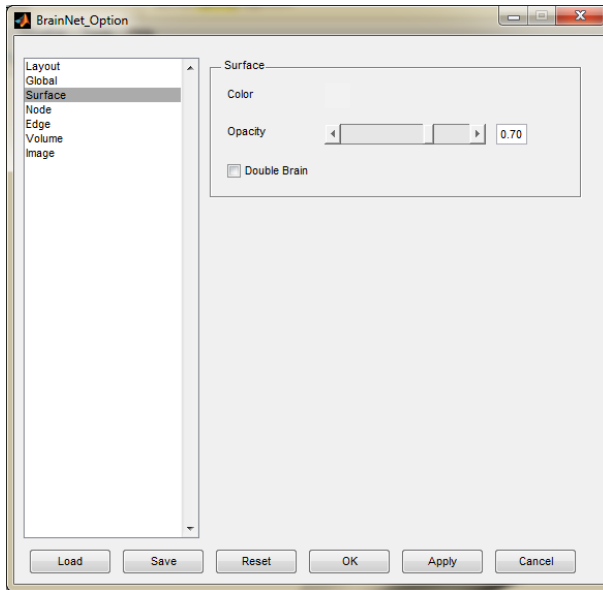 BrainNet_Option
Layout
Global
Surface
Node
Edge
Volume
Image
Surface
Color
Opacity 0.70
Double Brain
Load Save Reset OK Apply Cancel